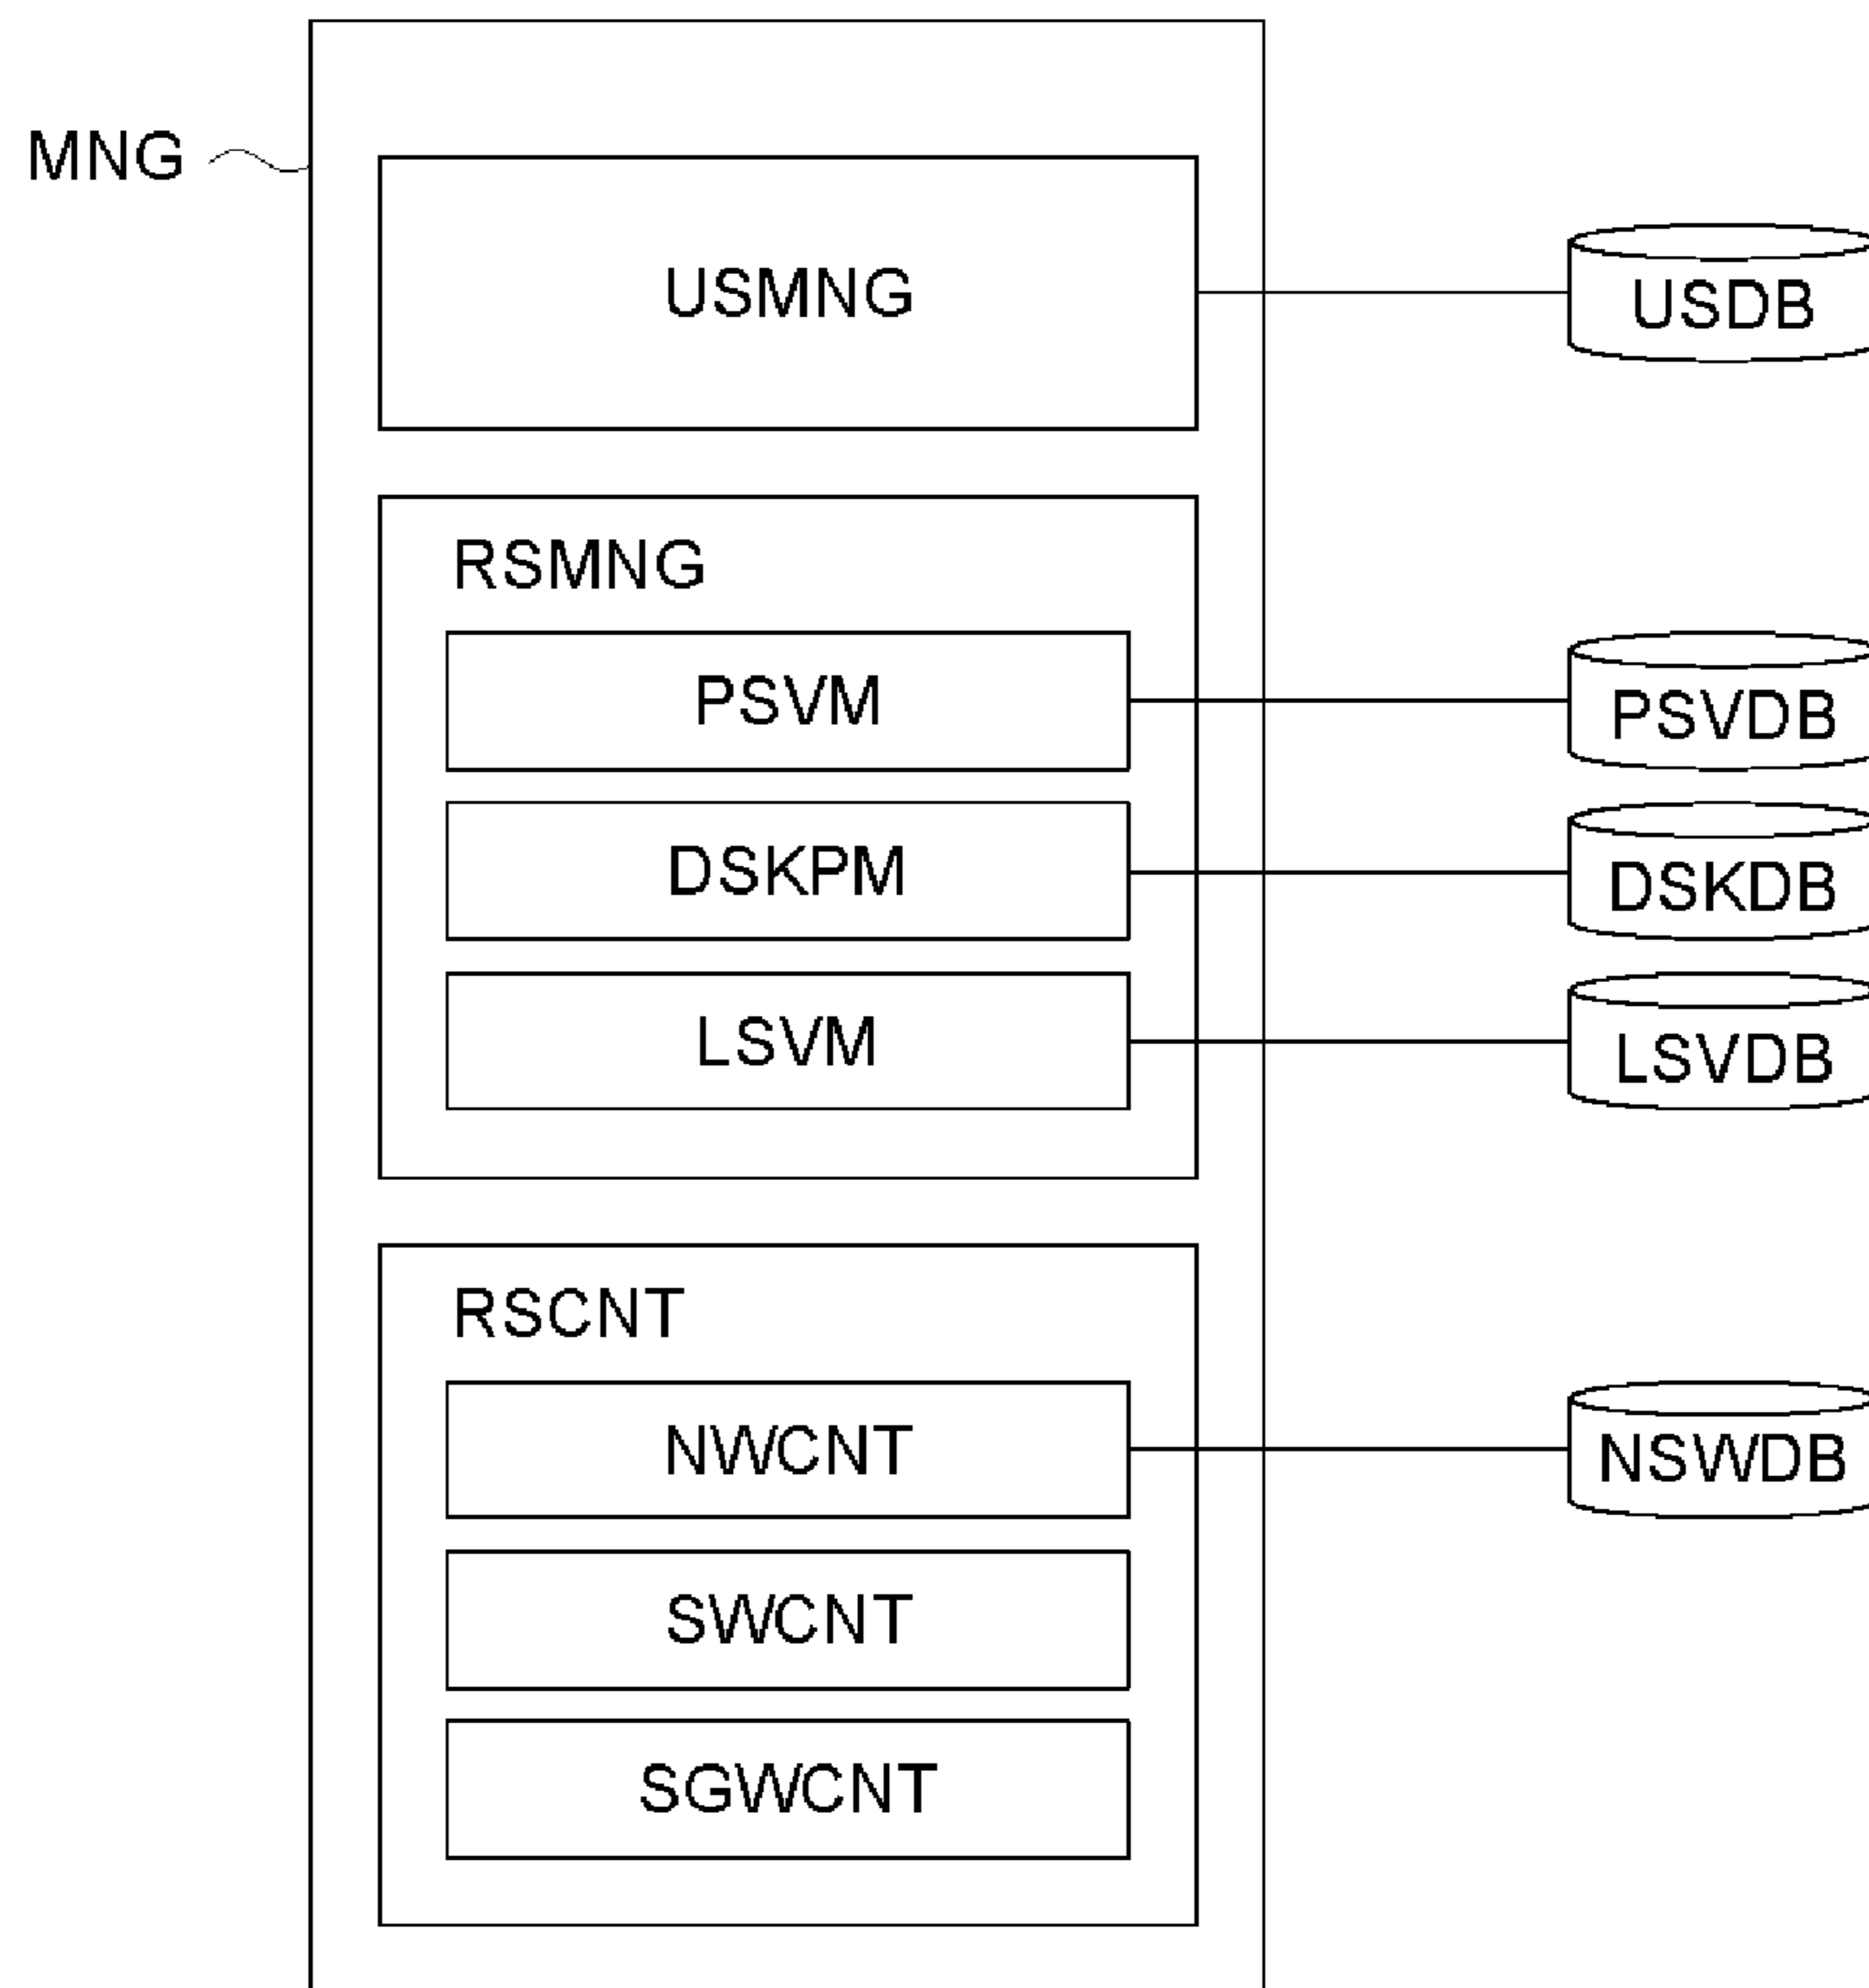 MNG
USMNG
USDB
RSMNG
PSVM
PSVDB
DSKPM
DSKDB
LSVM
LSVDB
RSCNT
NWCNT
NSWDB
SWCNT
SGWCNT